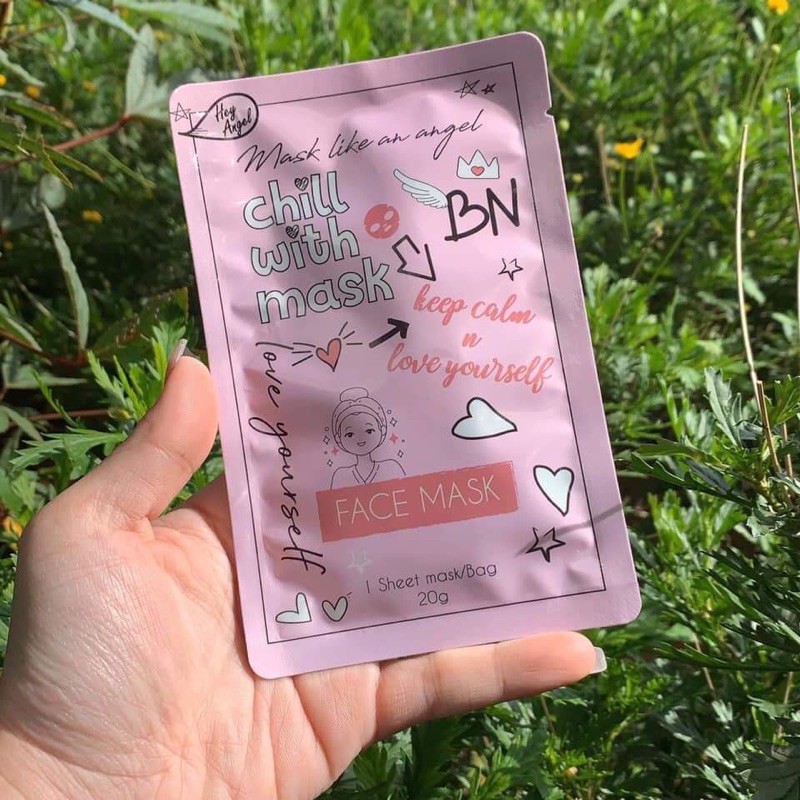 Hey
Angel
Mask like an angel
chill
with
mask
BN
keep calm
n
love yourself
love yourself
FACE MASK
1 Sheet mask/Bag
20g